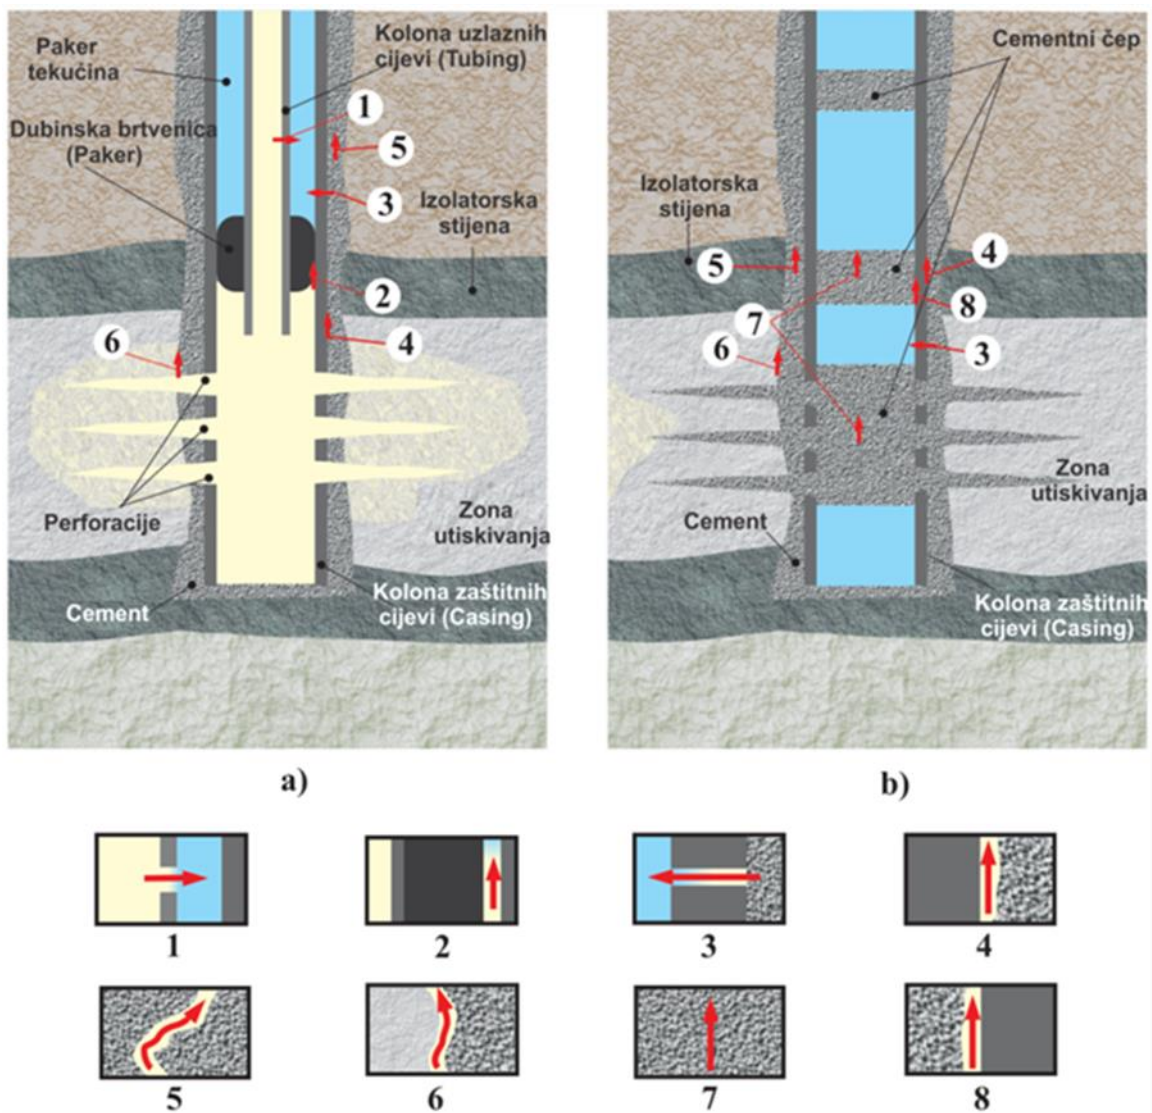 Paker
tekućina
Kolona uzlaznih
cijevi (Tubing)
1
Dubinska brtvenica
(Paker)
5
3
Izolatorska
stijena
2
6
4
Perforacije
Zona
utiskivanja
Cement
Kolona zaštitnih
cijevi (Casing)
a)
Cementni čep
Izolatorska
stijena
5
4
7
8
6
3
Zona
utiskivanja
Cement
Kolona zaštitnih
cijevi (Casing)
b)
1
2
3
4
5
6
7
8